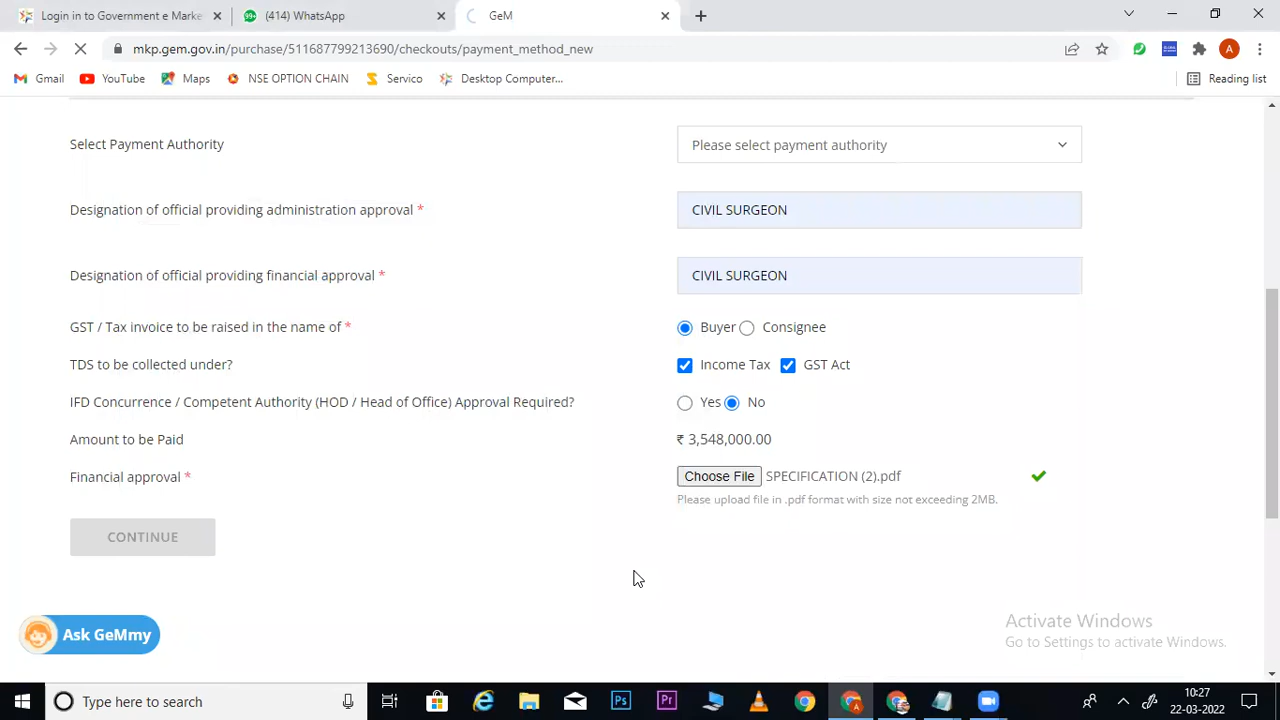 Login in to Government e Marke
(414) WhatsApp
GeM
mkp.gem.gov.in/purchase/511687799213690/checkouts/payment_method_new
A
Gmail
YouTube
Maps
NSE OPTION CHAIN
Servico
Desktop Computer...
Reading list
Select Payment Authority
Please select payment authority
Designation of official providing administration approval *
CIVIL SURGEON
Designation of official providing financial approval *
CIVIL SURGEON
GST / Tax invoice to be raised in the name of *
Buyer Consignee
TDS to be collected under?
Income Tax GST Act
IFD Concurrence / Competent Authority (HOD / Head of Office) Approval Required?
Yes No
Amount to be Paid
₹ 3,548,000.00
Financial approval *
Choose File SPECIFICATION (2).pdf
Please upload file in .pdf format with size not exceeding 2MB.
CONTINUE
Ask GeMmy
Activate Windows
Go to Settings to activate Windows.
Type here to search
Ps
Pr
10:27
22-03-2022